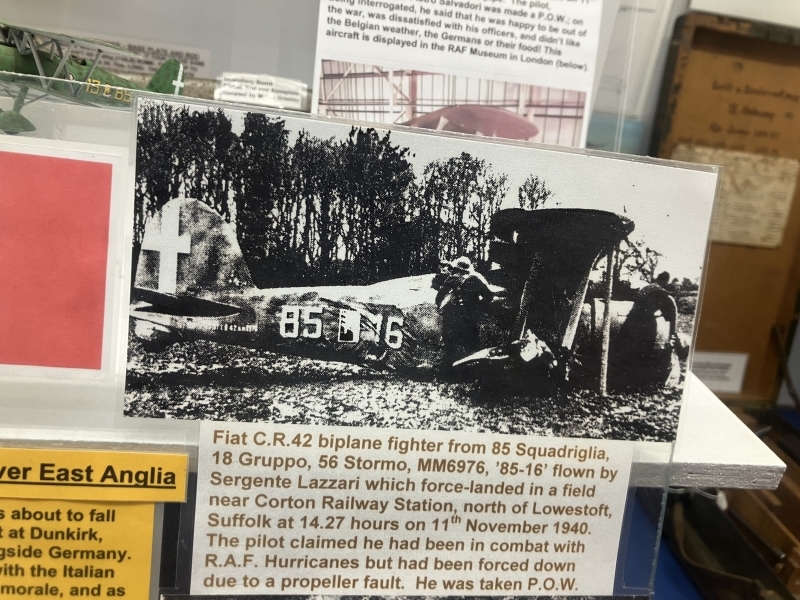 etro Salvadori was made a P.O.W.; on
being interrogated, he said that he was happy to be out of
the war, was dissatisfied with his officers, and didn't like
the Belgian weather, the Germans or their food! This
aircraft is displayed in the RAF Museum in London (below).
85 16
Fiat C.R.42 biplane fighter from 85 Squadriglia,
18 Gruppo, 56 Stormo, MM6976, '85-16' flown by
Sergente Lazzari which force-landed in a field
near Corton Railway Station, north of Lowestoft,
Suffolk at 14.27 hours on 11th November 1940.
The pilot claimed he had been in combat with
R.A.F. Hurricanes but had been forced down
due to a propeller fault. He was taken P.O.W.
ver East Anglia
s about to fall
t at Dunkirk,
gside Germany.
with the Italian
morale, and as